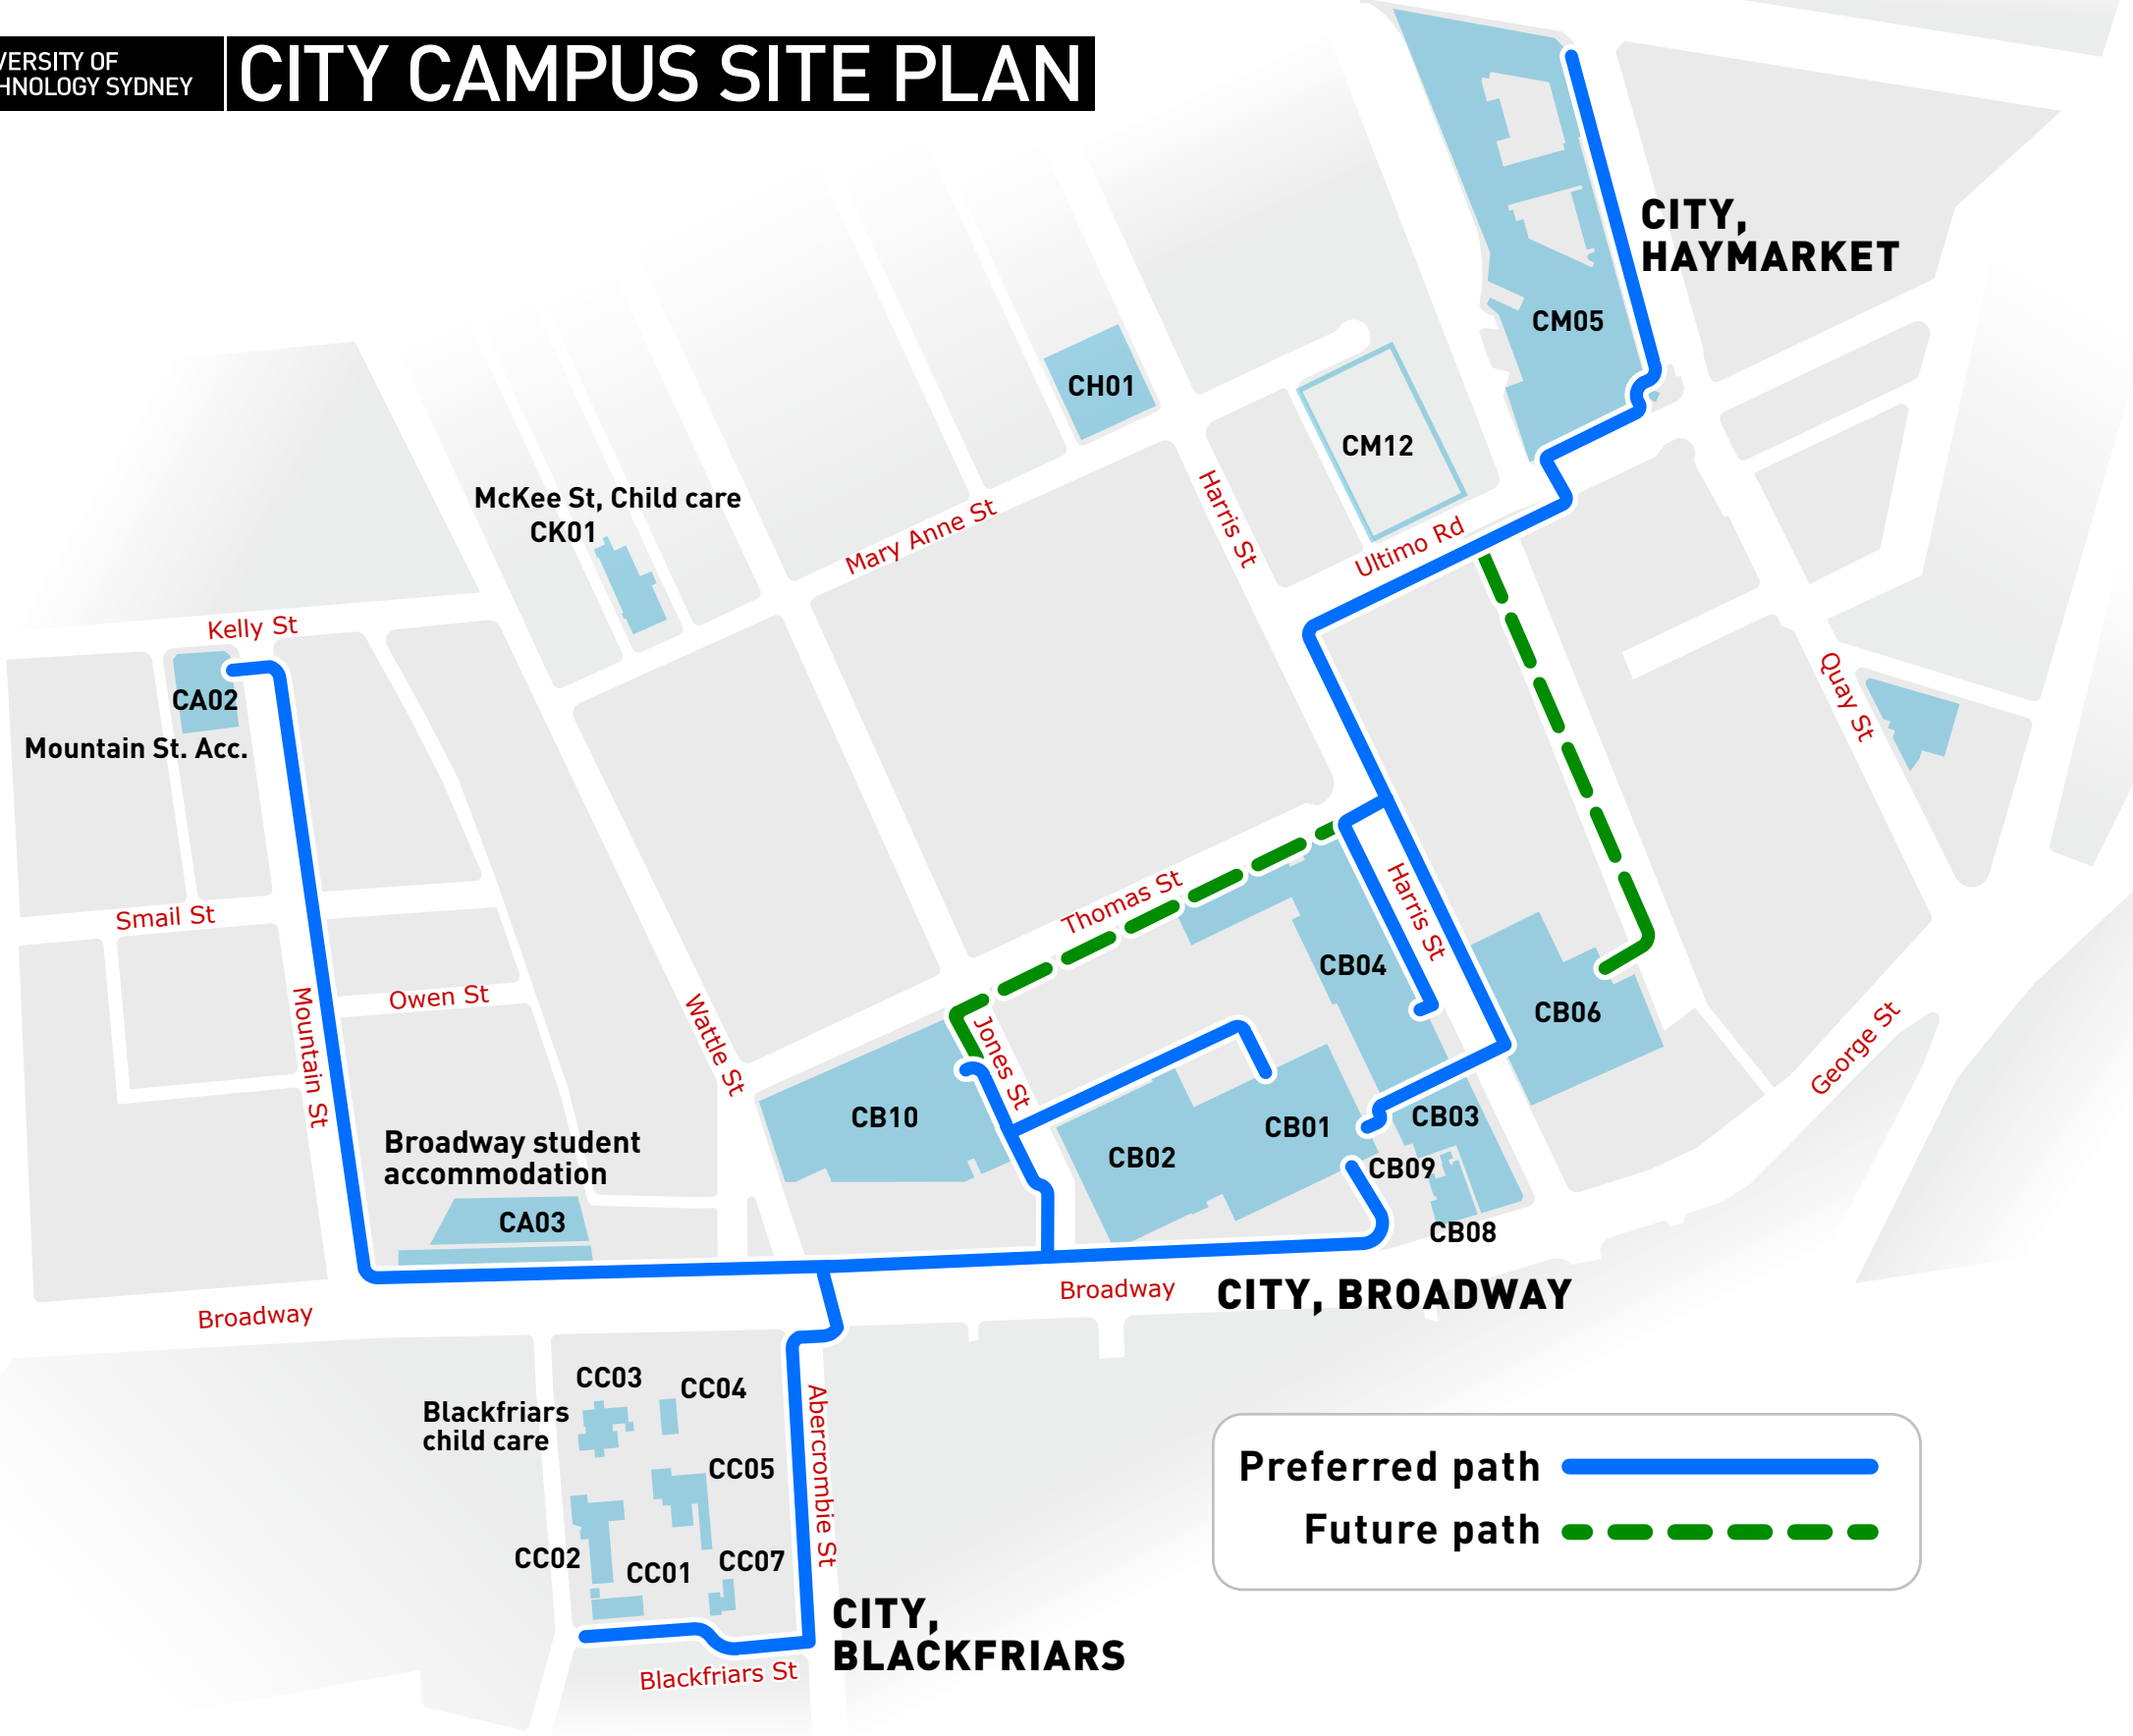 VERSITY OF
HNOLOGY SYDNEY
CITY CAMPUS SITE PLAN
CITY,
HAYMARKET
CM05
CH01
CM12
McKee St, Child care
CK01
Mary Anne St
Harris St
Ultimo Rd
Kelly St
CA02
Mountain St. Acc.
Quay St
Smail St
Thomas St
Harris St
CB04
Owen St
Mountain St
Wattle St
Jones St
CB06
George St
CB10
CB01
CB03
CB02
CB09
CB08
Broadway student
accommodation
CA03
Broadway
Broadway
CITY, BROADWAY
CC03
CC04
Blackfriars
child care
CC05
Abercrombie St
CC02
CC01
CC07
CITY,
BLACKFRIARS
Blackfriars St
Preferred path
Future path